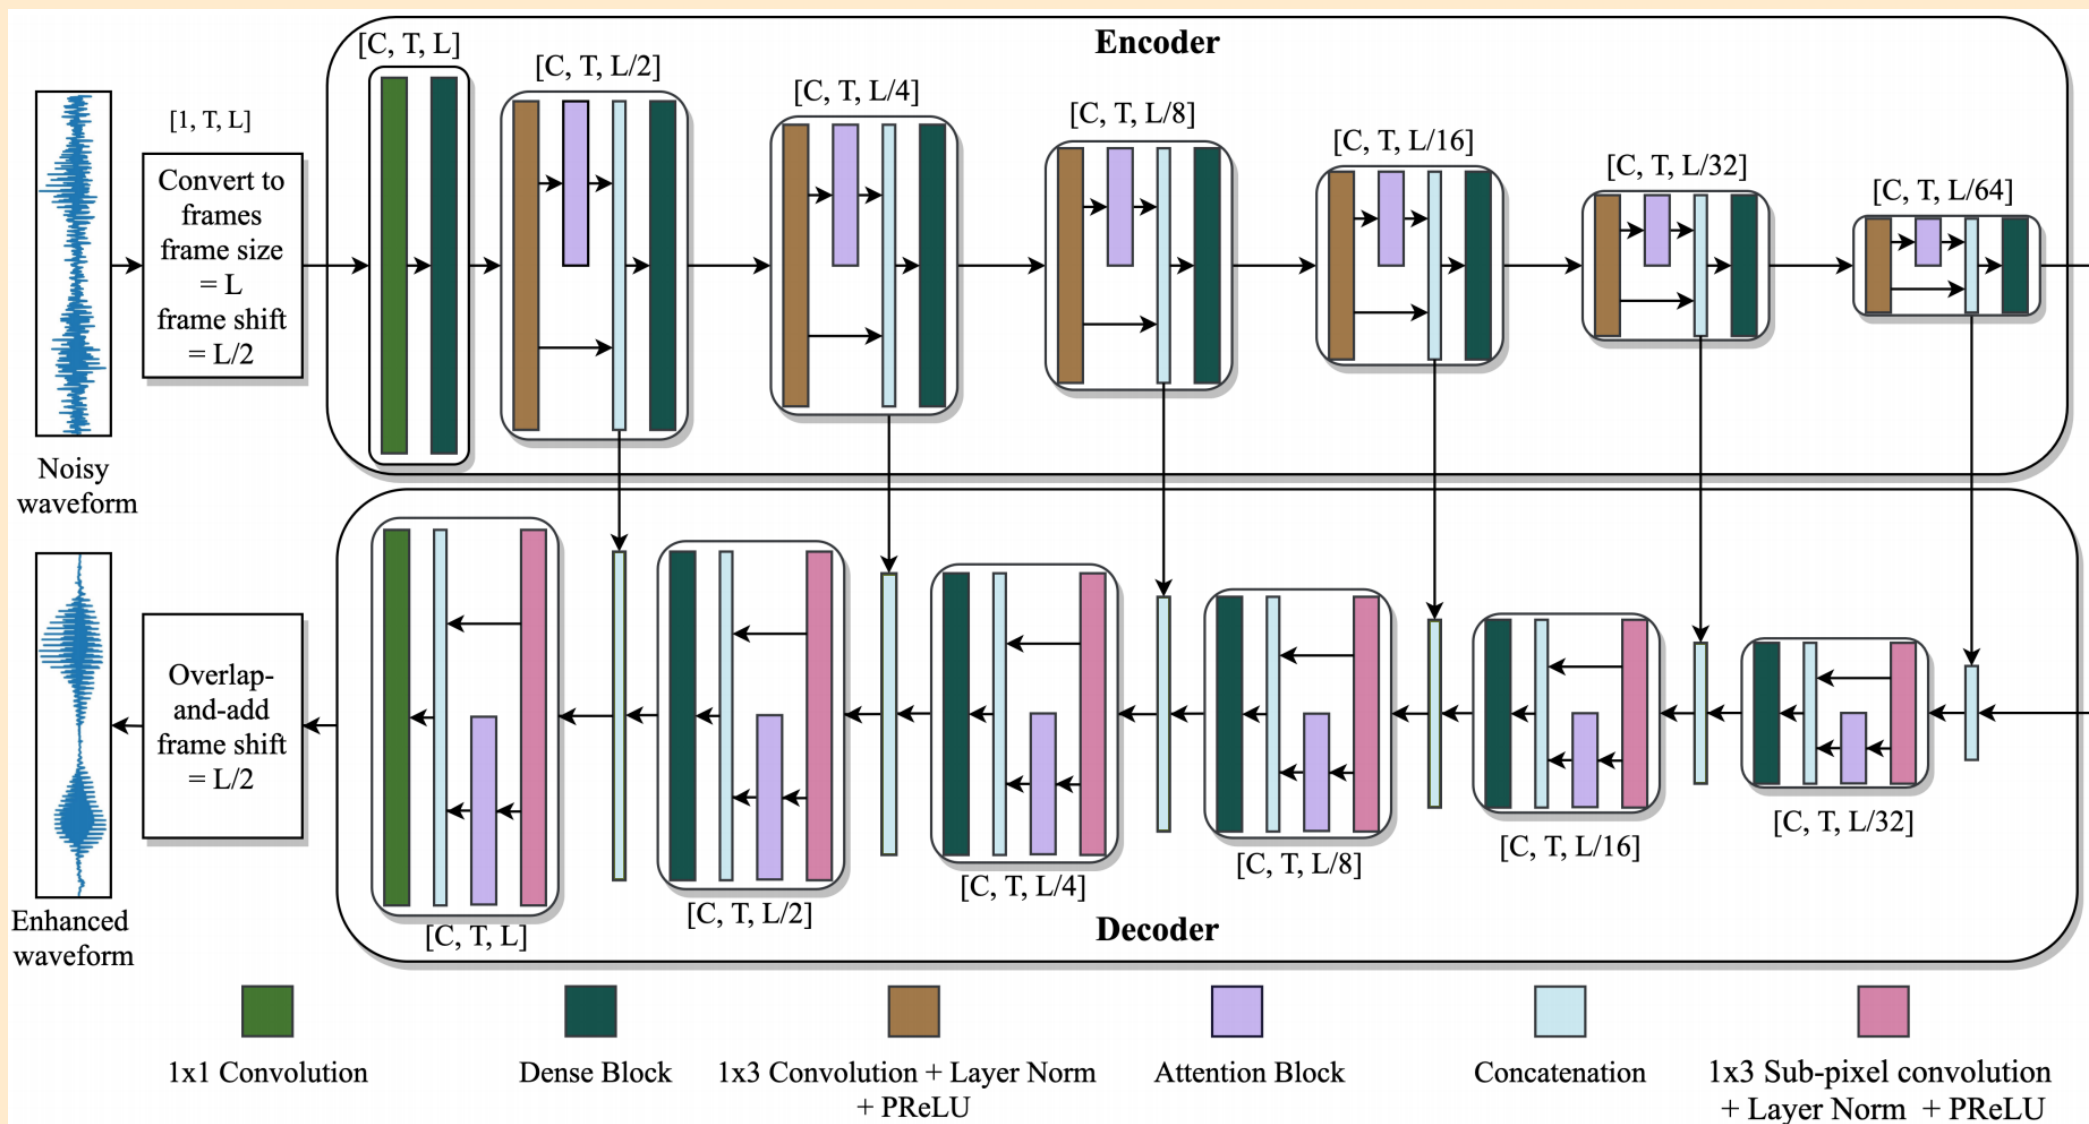 Encoder
[C, T, L]
[C, T, L/2]
[C, T, L/4]
[C, T, L/8]
[C, T, L/16]
[C, T, L/32]
[C, T, L/64]
[1, T, L]
Convert to
frames
frame size
= L
frame shift
= L/2
Noisy
waveform
Overlap-
and-add
frame shift
= L/2
Enhanced
waveform
[C, T, L]
[C, T, L/2]
[C, T, L/4]
[C, T, L/8]
[C, T, L/16]
[C, T, L/32]
Decoder
1x1 Convolution
Dense Block
1x3 Convolution + Layer Norm
+ PReLU
Attention Block
Concatenation
1x3 Sub-pixel convolution
+ Layer Norm + PReLU